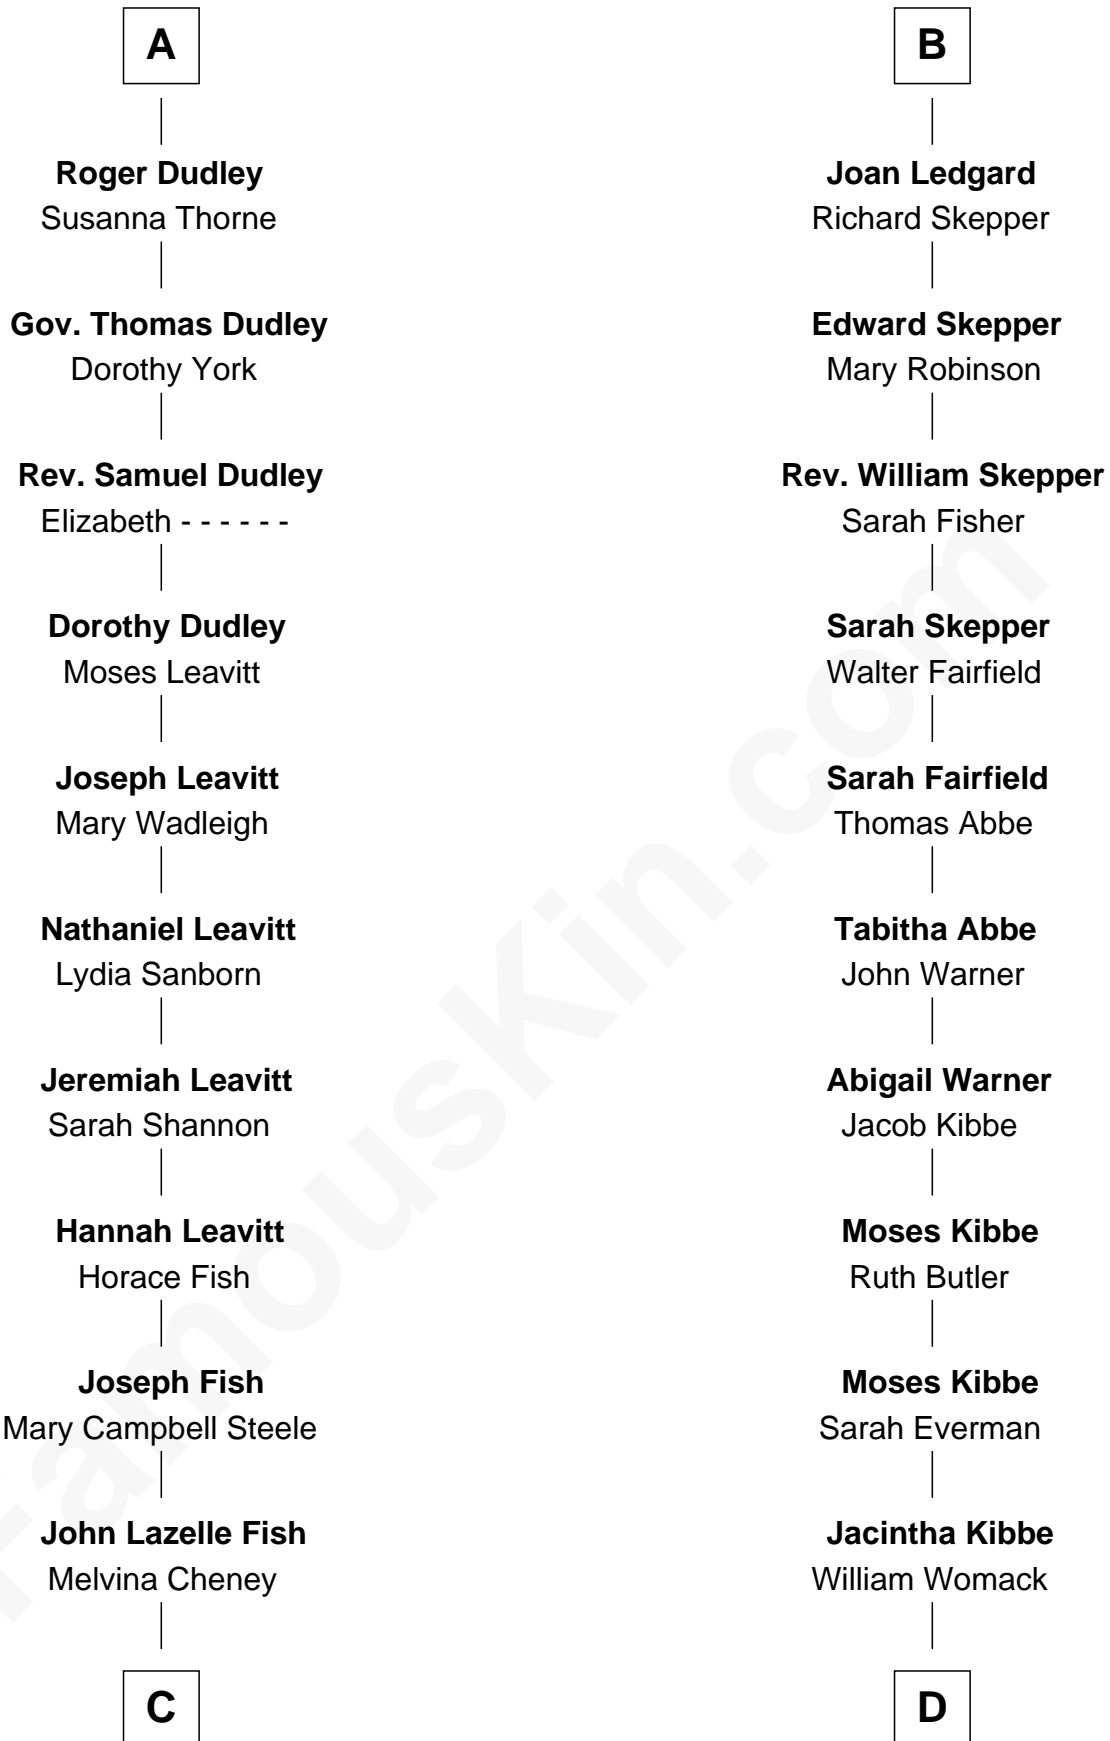 A
Roger Dudley
Susanna Thorne
Gov. Thomas Dudley
Dorothy York
Rev. Samuel Dudley
Elizabeth - - - - - -
Dorothy Dudley
Moses Leavitt
Joseph Leavitt
Mary Wadleigh
Nathaniel Leavitt
Lydia Sanborn
Jeremiah Leavitt
Sarah Shannon
Hannah Leavitt
Horace Fish
Joseph Fish
Mary Campbell Steele
John Lazelle Fish
Melvina Cheney
C
B
Joan Ledgard
Richard Skepper
Edward Skepper
Mary Robinson
Rev. William Skepper
Sarah Fisher
Sarah Skepper
Walter Fairfield
Sarah Fairfield
Thomas Abbe
Tabitha Abbe
John Warner
Abigail Warner
Jacob Kibbe
Moses Kibbe
Ruth Butler
Moses Kibbe
Sarah Everman
Jacintha Kibbe
William Womack
D
FamousKin.com